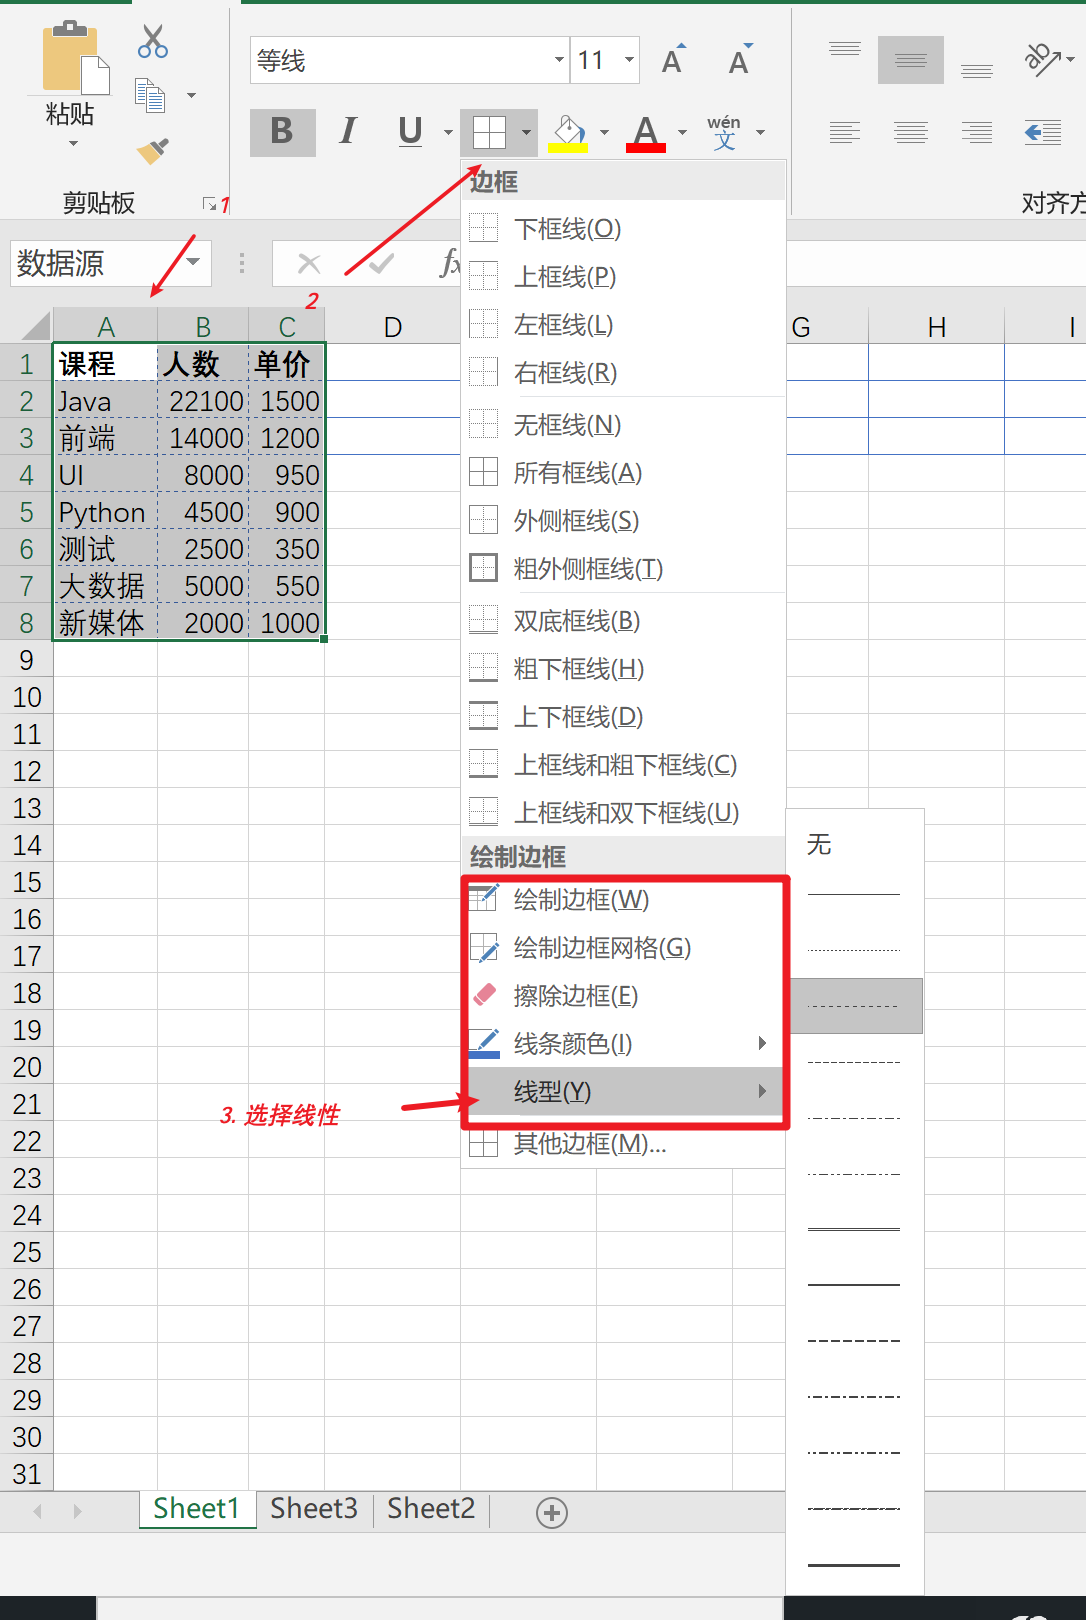 等线
11
A
A
粘贴
B
I
U
A
wén
文
剪贴板
1
对齐方
边框
数据源
fx
2
下框线(O)
上框线(P)
左框线(L)
右框线(R)
无框线(N)
所有框线(A)
外侧框线(S)
粗外侧框线(T)
双底框线(B)
粗下框线(H)
上下框线(D)
上框线和粗下框线(C)
上框线和双下框线(U)
绘制边框
绘制边框(W)
绘制边框网格(G)
擦除边框(E)
线条颜色(I)
线型(Y)
其他边框(M)...
无
3. 选择线性
A B C D G H I
1 课程 人数 单价
2 Java 22100 1500
3 前端 14000 1200
4 UI 8000 950
5 Python 4500 900
6 测试 2500 350
7 大数据 5000 550
8 新媒体 2000 1000
9
10
11
12
13
14
15
16
17
18
19
20
21
22
23
24
25
26
27
28
29
30
31
Sheet1 Sheet3 Sheet2